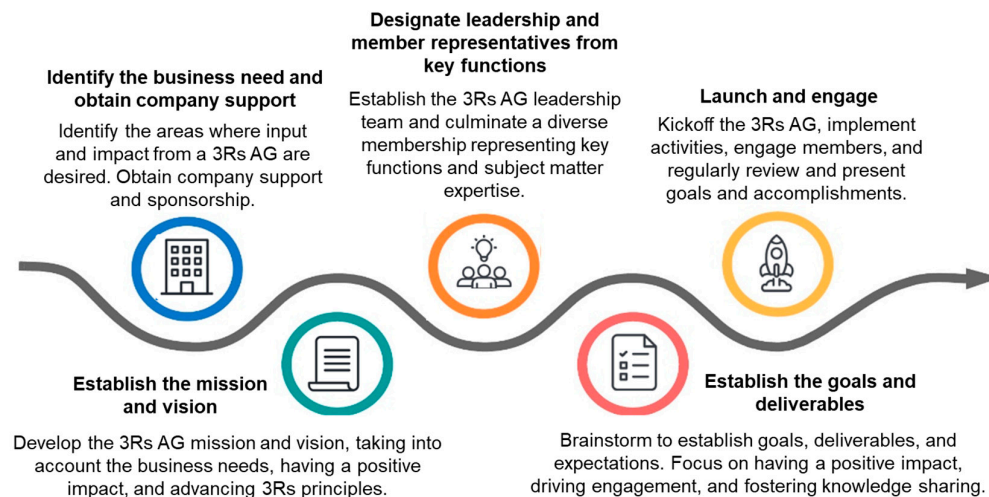 Identify the business need and
obtain company support
Identify the areas where input
and impact from a 3Rs AG are
desired. Obtain company support
and sponsorship.
Establish the mission
and vision
Develop the 3Rs AG mission and vision, taking into
account the business needs, having a positive
impact, and advancing 3Rs principles.
Designate leadership and
member representatives from
key functions
Establish the 3Rs AG leadership
team and culminate a diverse
membership representing key
functions and subject matter
expertise.
Establish the goals and
deliverables
Brainstorm to establish goals, deliverables, and
expectations. Focus on having a positive impact,
driving engagement, and fostering knowledge sharing.
Launch and engage
Kickoff the 3Rs AG, implement
activities, engage members, and
regularly review and present
goals and accomplishments.